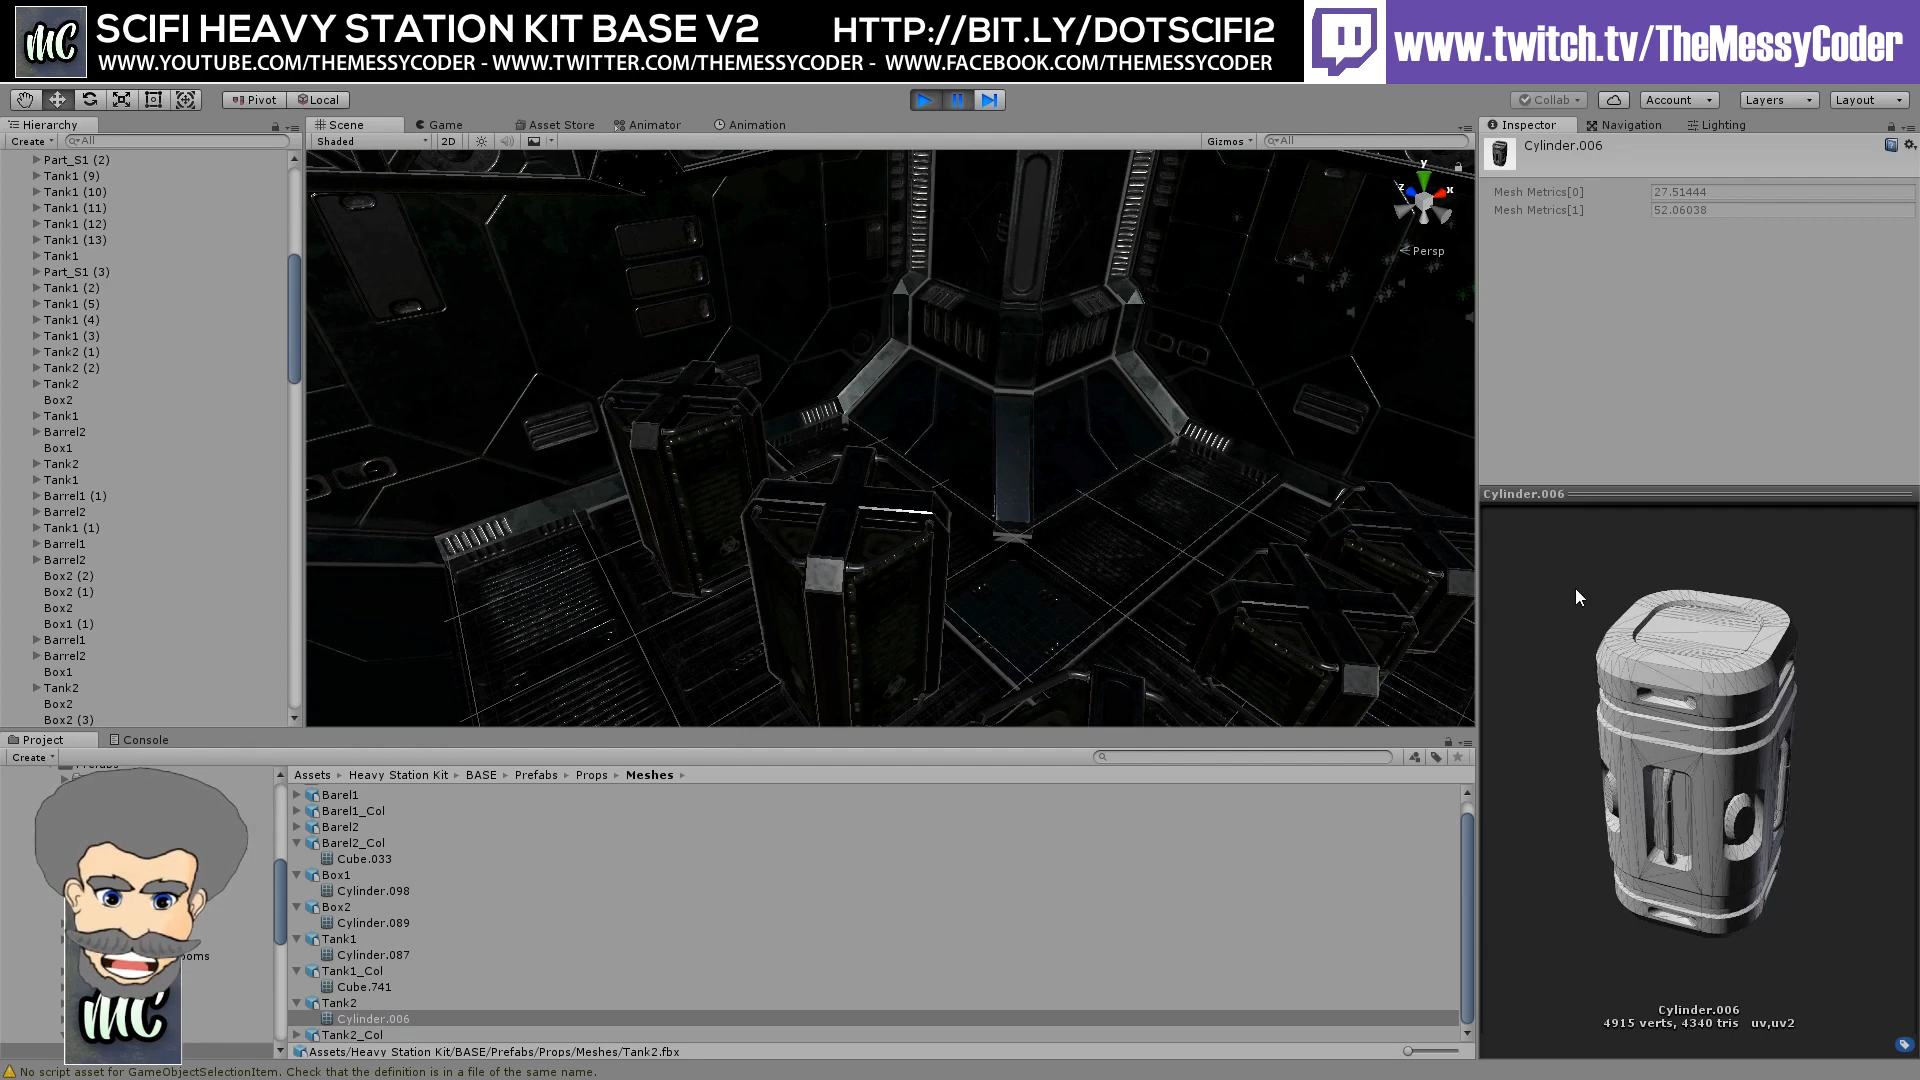 MC
SCIFI HEAVY STATION KIT BASE V2
HTTP://BIT.LY/DOTSCIFI2
WWW.YOUTUBE.COM/THEMESSYCODER - WWW.TWITTER.COM/THEMESSYCODER - WWW.FACEBOOK.COM/THEMESSYCODER
www.twitch.tv/TheMessyCoder
Pivot Local
Collab Account Layers Layout
Hierarchy
Create All
Part_S1 (2)
Tank1 (9)
Tank1 (10)
Tank1 (11)
Tank1 (12)
Tank1 (13)
Tank1
Part_S1 (3)
Tank1 (2)
Tank1 (5)
Tank1 (4)
Tank1 (3)
Tank2 (1)
Tank2 (2)
Tank2
Box2
Tank1
Barrel2
Box1
Tank2
Tank1
Barrel1 (1)
Barrel2
Tank1 (1)
Barrel1
Barrel2
Box2 (2)
Box2 (1)
Box2
Box1 (1)
Barrel1
Barrel2
Box1
Tank2
Box2
Box2 (3)
Scene Game Asset Store Animator Animation
Shaded 2D Gizmos All
y
z x
Persp
Inspector Navigation Lighting
Cylinder.006
Mesh Metrics[0] 27.51444
Mesh Metrics[1] 52.06038
Cylinder.006
Cylinder.006
4915 verts, 4340 tris uv,uv2
Project Console
Create
Assets Heavy Station Kit BASE Prefabs Props Meshes
Barel1
Barel1_Col
Barel2
Barel2_Col
Cube.033
Box1
Cylinder.098
Box2
Cylinder.089
Tank1
Cylinder.087
Tank1_Col
Cube.741
Tank2
Cylinder.006
Tank2_Col
Assets/Heavy Station Kit/BASE/Prefabs/Props/Meshes/Tank2.fbx
MC
No script asset for GameObjectSelectionItem. Check that the definition is in a file of the same name.